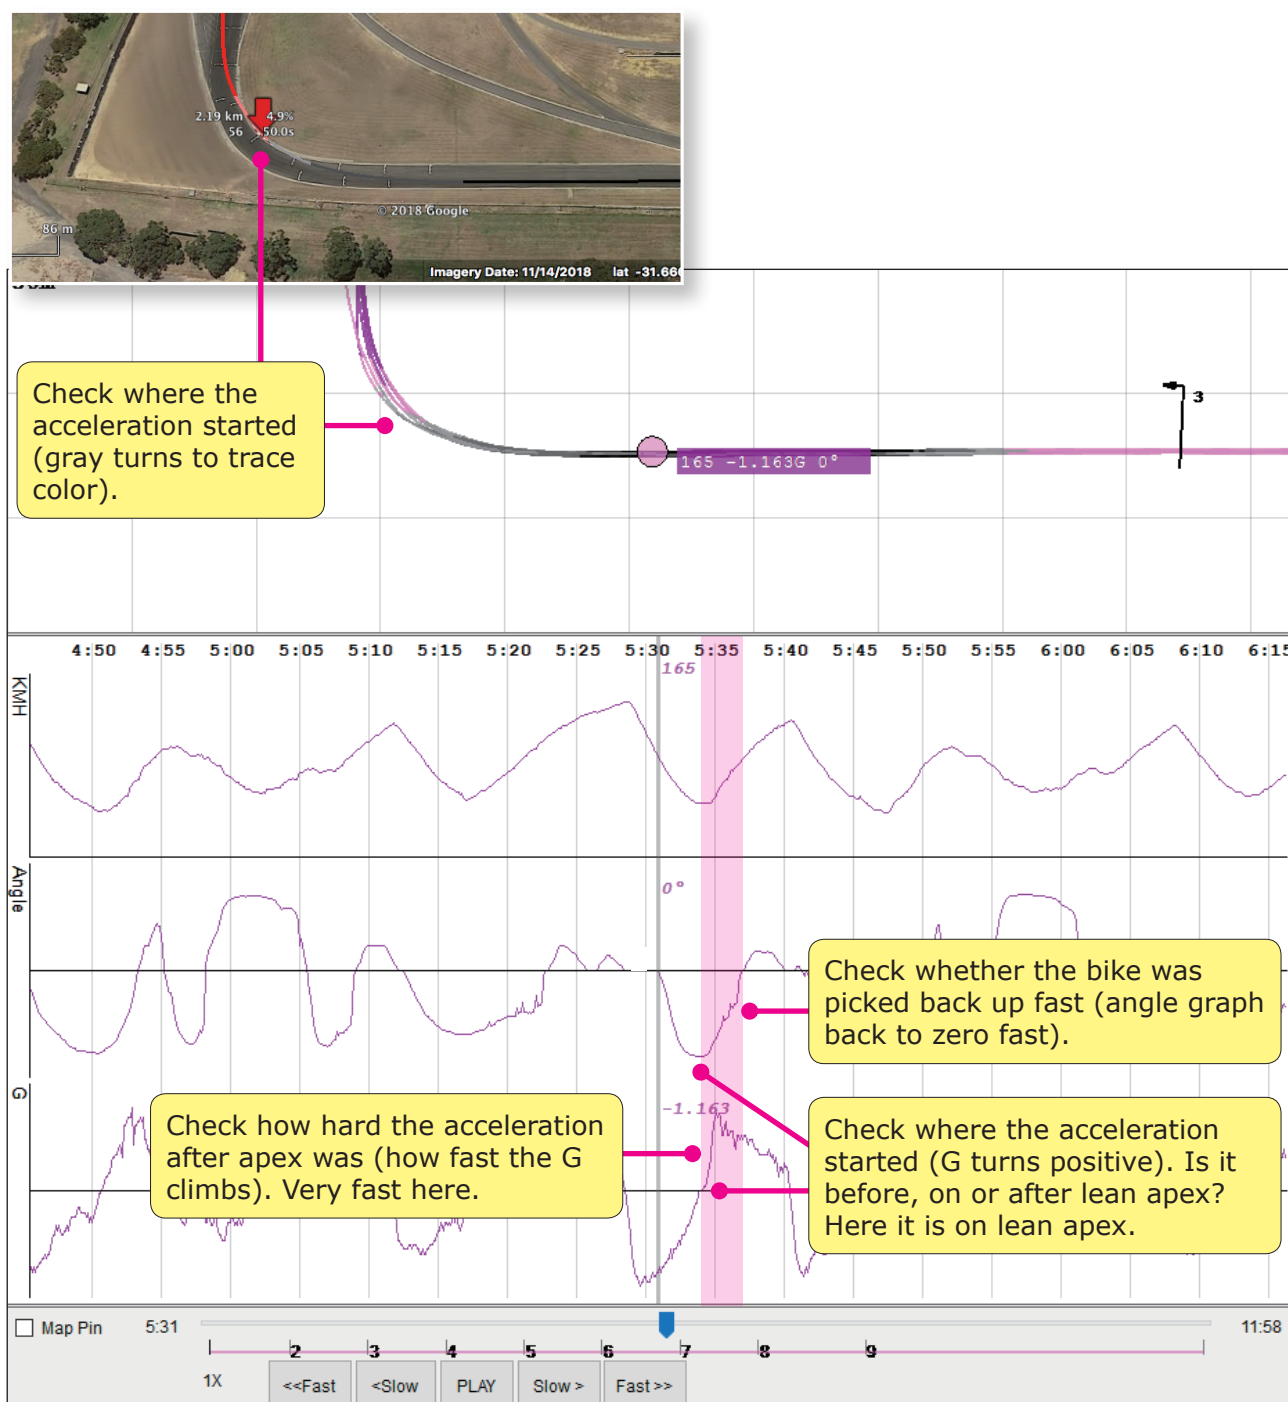 2.19 km 4.9%
56 50.0s
© 2018 Google
86 m
Imagery Date: 11/14/2018 lat -31.666
Check where the
acceleration started
(gray turns to trace
color).
3
165 -1.163G 0°
4:50 4:55 5:00 5:05 5:10 5:15 5:20 5:25 5:30 5:35 5:40 5:45 5:50 5:55 6:00 6:05 6:10 6:15
165
KMH
Angle
0°
Check whether the bike was
picked back up fast (angle graph
back to zero fast).
G
-1.163
Check how hard the acceleration
after apex was (how fast the G
climbs). Very fast here.
Check where the acceleration
started (G turns positive). Is it
before, on or after lean apex?
Here it is on lean apex.
Map Pin 5:31 11:58
2 3 4 5 6 7 8 9
1X <<Fast <Slow PLAY Slow > Fast >>